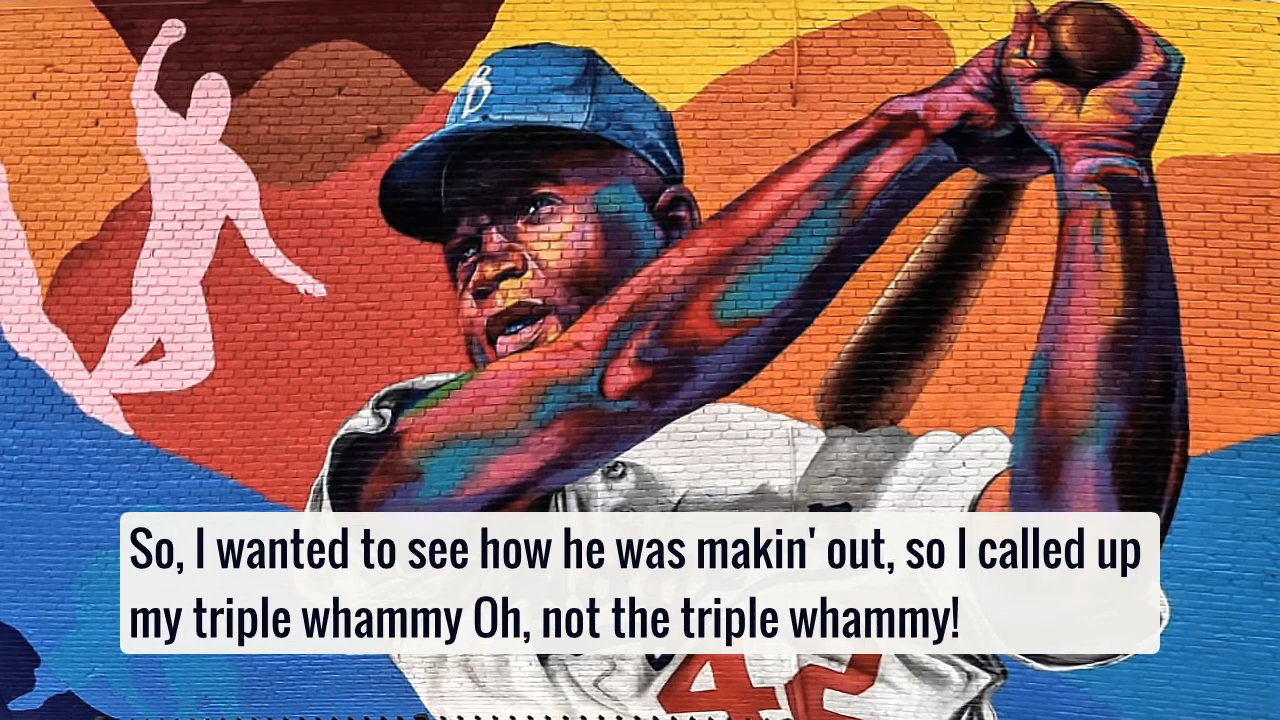 B
So, I wanted to see how he was makin' out, so I called up
my triple whammy Oh, not the triple whammy!
42